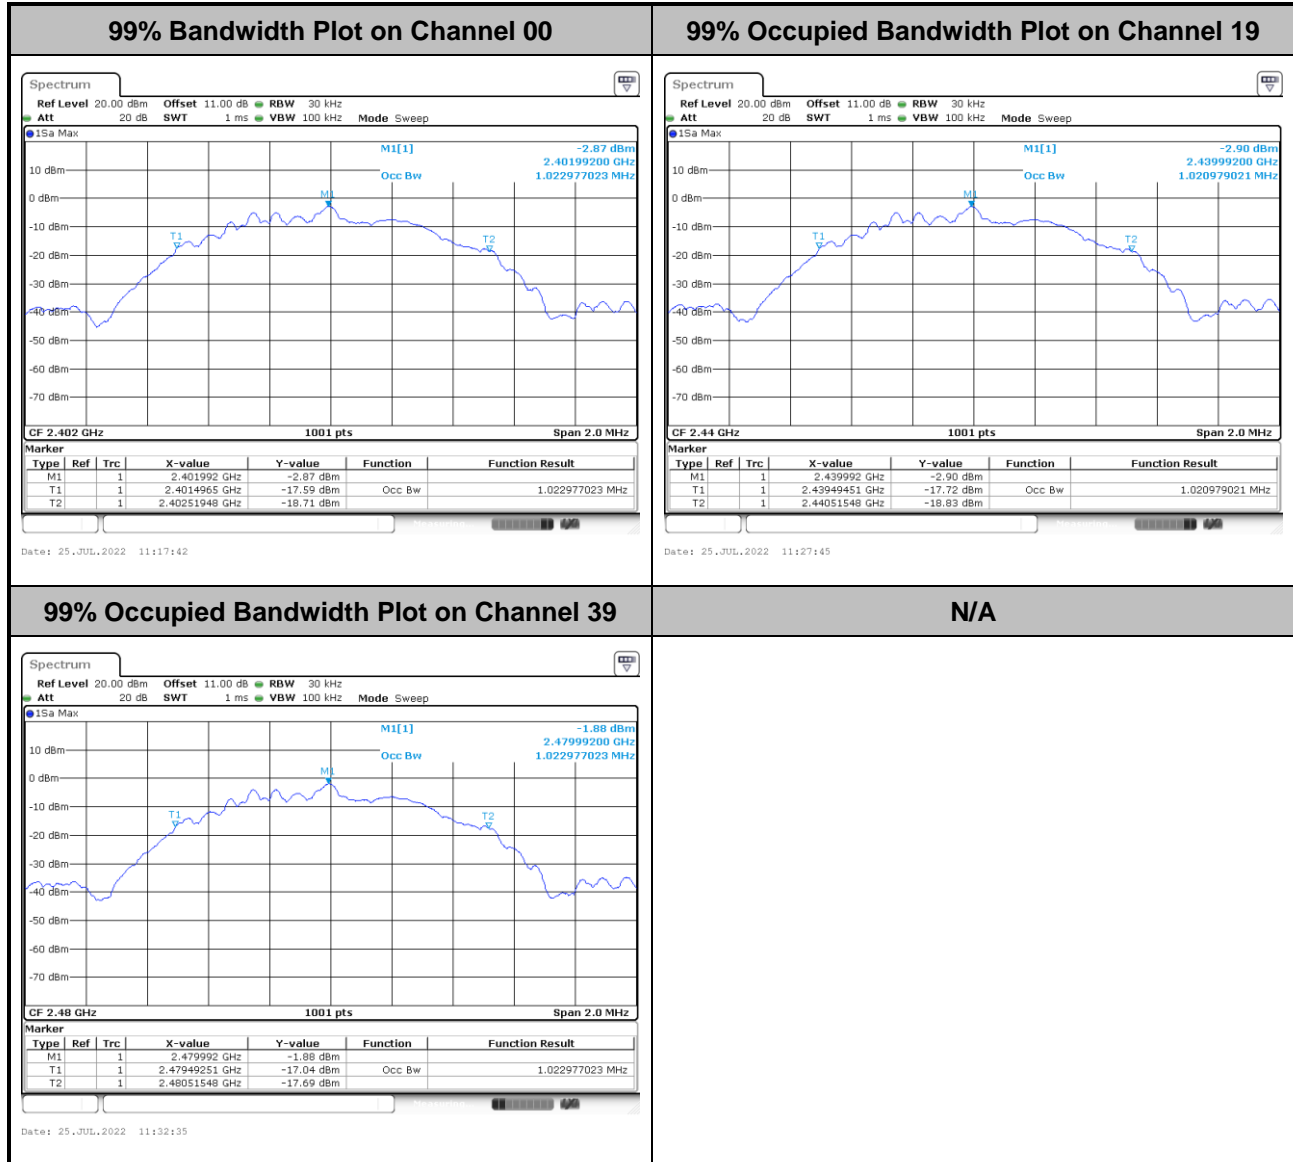 99% Bandwidth Plot on Channel 00
Spectrum
Ref Level 20.00 dBm Offset 11.00 dB RBW 30 kHz
Att 20 dB SWT 1 ms VBW 100 kHz Mode Sweep
1Sa Max
M1[1] -2.87 dBm
2.40199200 GHz
Occ Bw 1.022977023 MHz
10 dBm
0 dBm
M1
-10 dBm
T1
T2
-20 dBm
-30 dBm
-40 dBm
-50 dBm
-60 dBm
-70 dBm
CF 2.402 GHz 1001 pts Span 2.0 MHz
Marker
Type Ref Trc X-value Y-value Function Function Result
M1 1 2.401992 GHz -2.87 dBm
T1 1 2.4014965 GHz -17.59 dBm Occ Bw 1.022977023 MHz
T2 1 2.40251948 GHz -18.71 dBm
Date: 25.JUL.2022 11:17:42
99% Occupied Bandwidth Plot on Channel 19
Spectrum
Ref Level 20.00 dBm Offset 11.00 dB RBW 30 kHz
Att 20 dB SWT 1 ms VBW 100 kHz Mode Sweep
1Sa Max
M1[1] -2.90 dBm
2.43999200 GHz
Occ Bw 1.020979021 MHz
10 dBm
0 dBm
M1
-10 dBm
T1
T2
-20 dBm
-30 dBm
-40 dBm
-50 dBm
-60 dBm
-70 dBm
CF 2.44 GHz 1001 pts Span 2.0 MHz
Marker
Type Ref Trc X-value Y-value Function Function Result
M1 1 2.439992 GHz -2.90 dBm
T1 1 2.43949451 GHz -17.72 dBm Occ Bw 1.020979021 MHz
T2 1 2.44051548 GHz -18.83 dBm
Date: 25.JUL.2022 11:27:45
99% Occupied Bandwidth Plot on Channel 39
Spectrum
Ref Level 20.00 dBm Offset 11.00 dB RBW 30 kHz
Att 20 dB SWT 1 ms VBW 100 kHz Mode Sweep
1Sa Max
M1[1] -1.88 dBm
2.47999200 GHz
Occ Bw 1.022977023 MHz
10 dBm
0 dBm
M1
-10 dBm
T1
T2
-20 dBm
-30 dBm
-40 dBm
-50 dBm
-60 dBm
-70 dBm
CF 2.48 GHz 1001 pts Span 2.0 MHz
Marker
Type Ref Trc X-value Y-value Function Function Result
M1 1 2.479992 GHz -1.88 dBm
T1 1 2.47949251 GHz -17.04 dBm Occ Bw 1.022977023 MHz
T2 1 2.48051548 GHz -17.69 dBm
Date: 25.JUL.2022 11:32:35
N/A